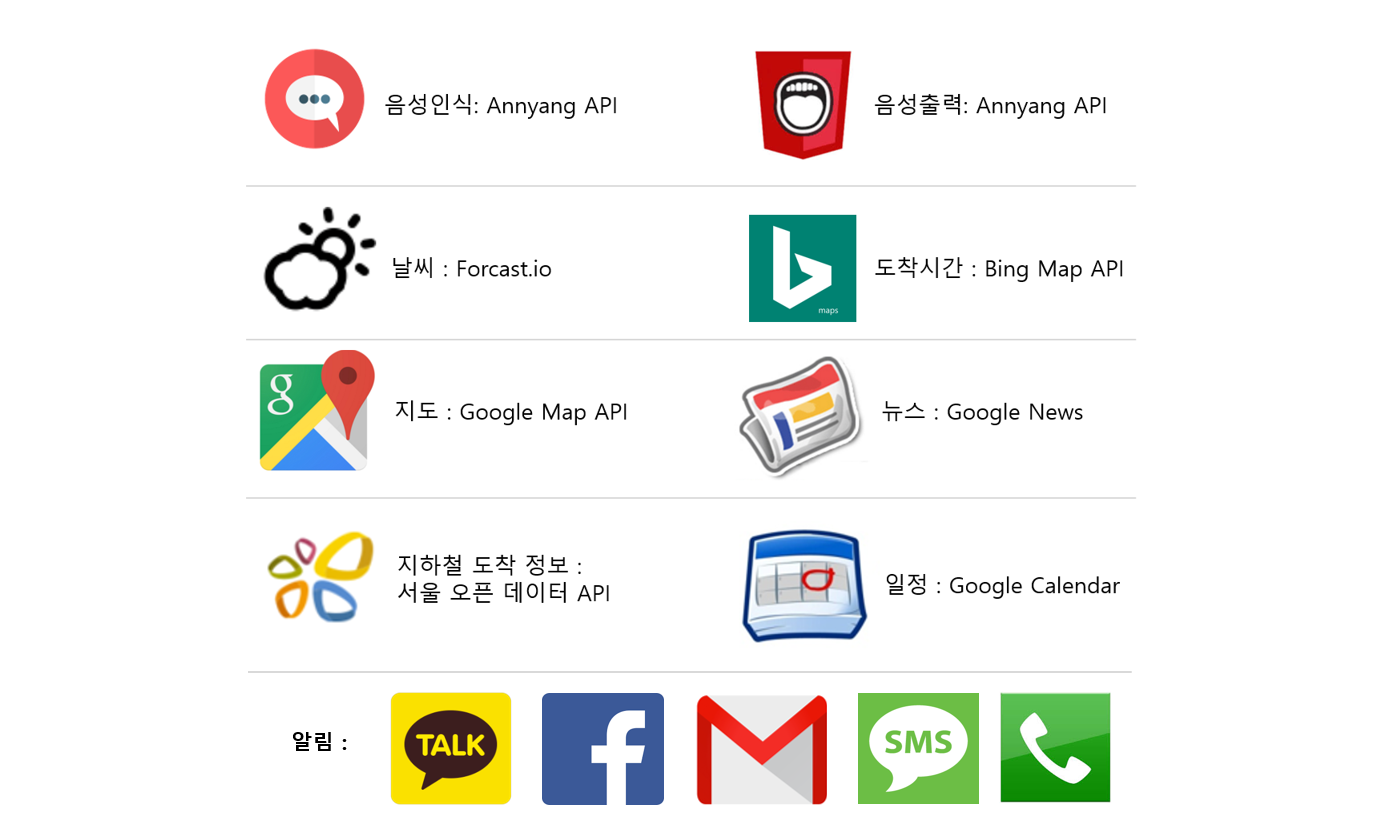 음성인식: Annyang API
음성출력: Annyang API
날씨 : Forcast.io
maps
도착시간 : Bing Map API
g
지도 : Google Map API
뉴스 : Google News
지하철 도착 정보 :
서울 오픈 데이터 API
일정 : Google Calendar
알림 :
TALK
f
SMS